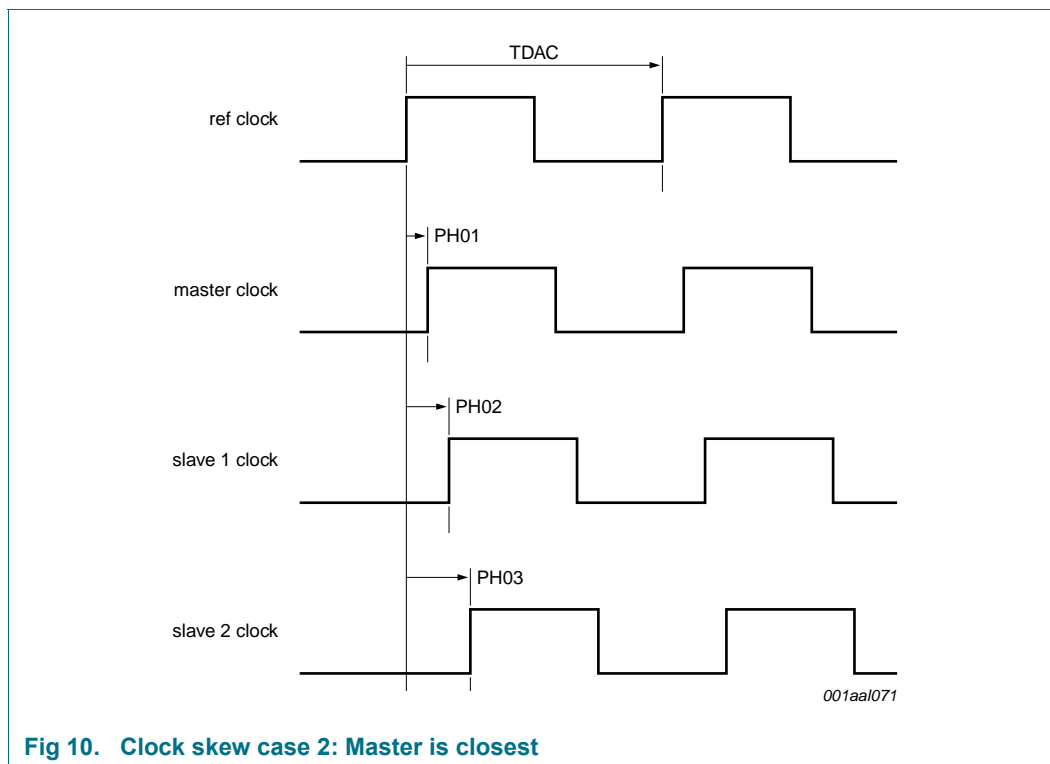 TDAC
ref clock
PH01
master clock
PH02
slave 1 clock
PH03
slave 2 clock
001aal071
Fig 10. Clock skew case 2: Master is closest